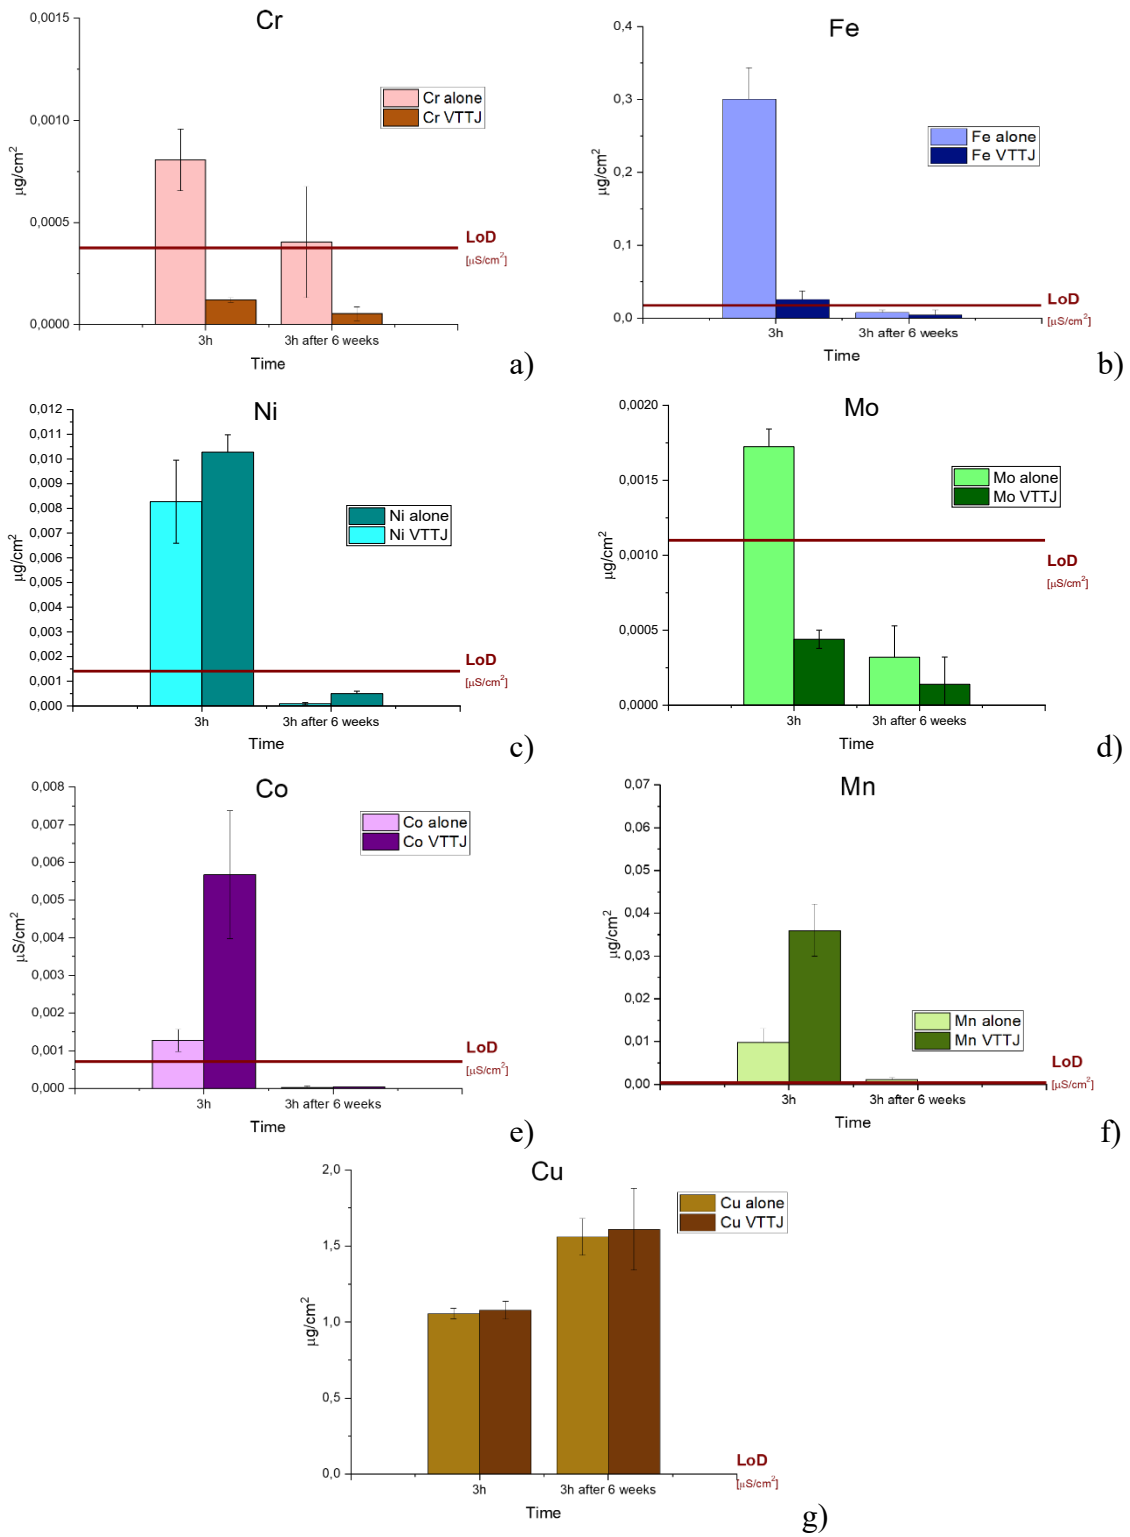 Cr
0,0015
0,0010
0,0005
0,0000
μg/cm²
Cr alone
Cr VTTJ
LoD
[μS/cm²]
3h
3h after 6 weeks
Time
a)
Fe
0,4
0,3
0,2
0,1
0,0
μg/cm²
Fe alone
Fe VTTJ
LoD
[μS/cm²]
3h
3h after 6 weeks
Time
b)
Ni
0,012
0,011
0,010
0,009
0,008
0,007
0,006
0,005
0,004
0,003
0,002
0,001
0,000
μg/cm²
Ni alone
Ni VTTJ
LoD
[μS/cm²]
3h
3h after 6 weeks
Time
c)
Mo
0,0020
0,0015
0,0010
0,0005
0,0000
μg/cm²
Mo alone
Mo VTTJ
LoD
[μS/cm²]
3h
3h after 6 weeks
Time
d)
Co
0,008
0,007
0,006
0,005
0,004
0,003
0,002
0,001
0,000
μS/cm²
Co alone
Co VTTJ
LoD
[μS/cm²]
3h
3h after 6 weeks
Time
e)
Mn
0,07
0,06
0,05
0,04
0,03
0,02
0,01
0,00
μg/cm²
Mn alone
Mn VTTJ
LoD
[μS/cm²]
3h
3h after 6 weeks
Time
f)
Cu
2,0
1,5
1,0
0,5
0,0
μg/cm²
Cu alone
Cu VTTJ
LoD
[μS/cm²]
3h
3h after 6 weeks
Time
g)